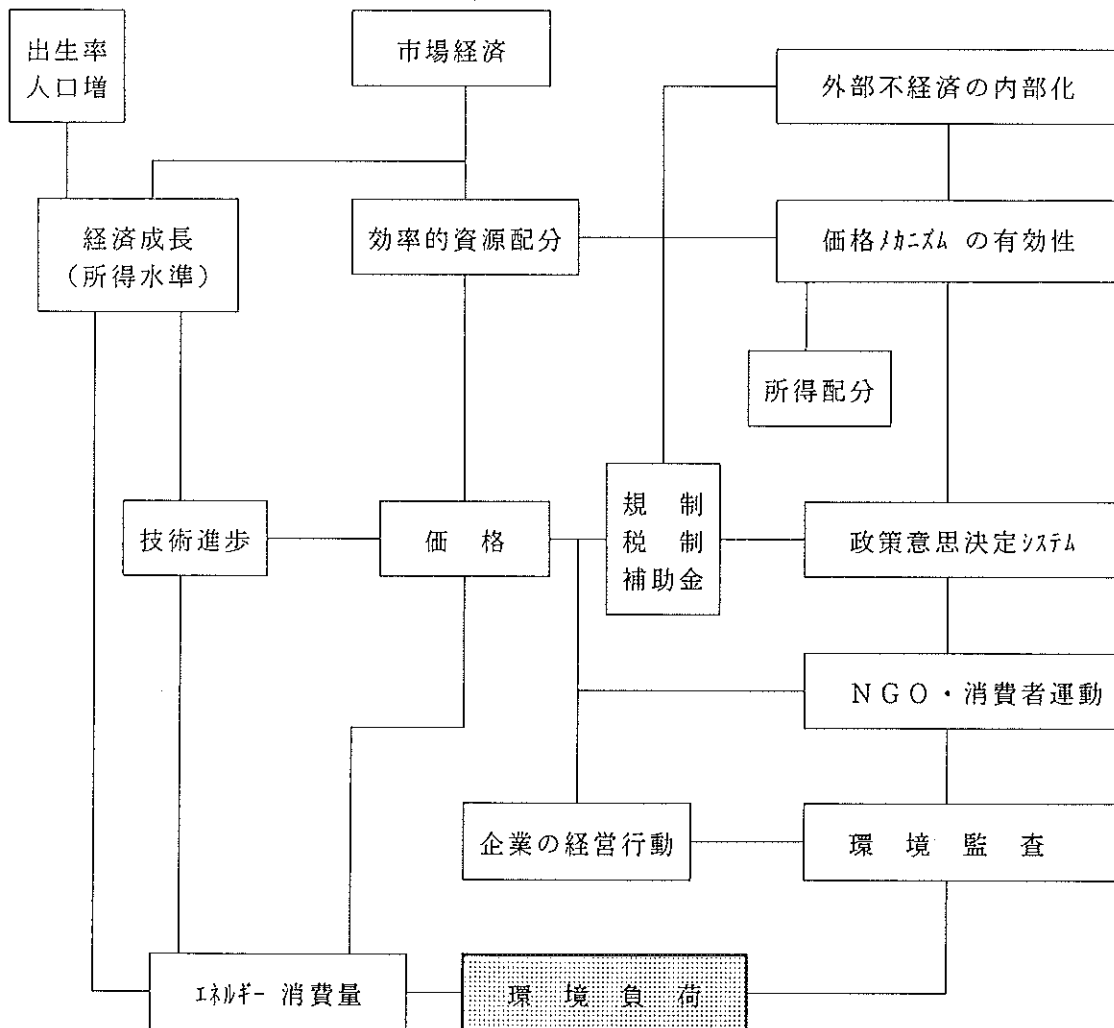 出生率
人口増
市場経済
外部不経済の内部化
経済成長
（所得水準）
効率的資源配分
価格ﾒｶﾆｽﾞﾑ の有効性
所得配分
技術進歩
価　格
規　制
税　制
補助金
政策意思決定ｼｽﾃﾑ
ＮＧＯ・消費者運動
企業の経営行動
環　境　監　査
ｴﾈﾙｷﾞｰ 消費量
環　境　負　荷